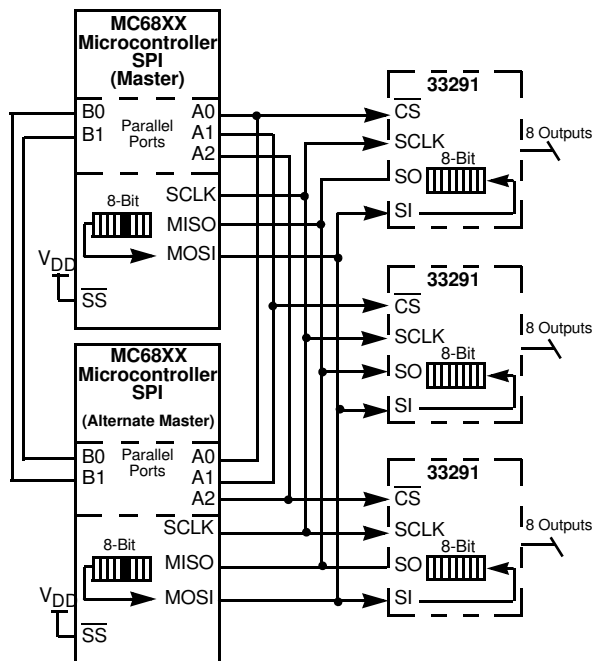 MC68XX
Microcontroller
SPI
(Master)
B0
B1
Parallel
Ports
A0
A1
A2
8-Bit
SCLK
MISO
MOSI
VDD
SS
MC68XX
Microcontroller
SPI
(Alternate Master)
B0
B1
Parallel
Ports
A0
A1
A2
8-Bit
SCLK
MISO
MOSI
VDD
SS
33291
CS
SCLK
8-Bit
SO
SI
8 Outputs
33291
CS
SCLK
8-Bit
SO
SI
8 Outputs
33291
CS
SCLK
8-Bit
SO
SI
8 Outputs